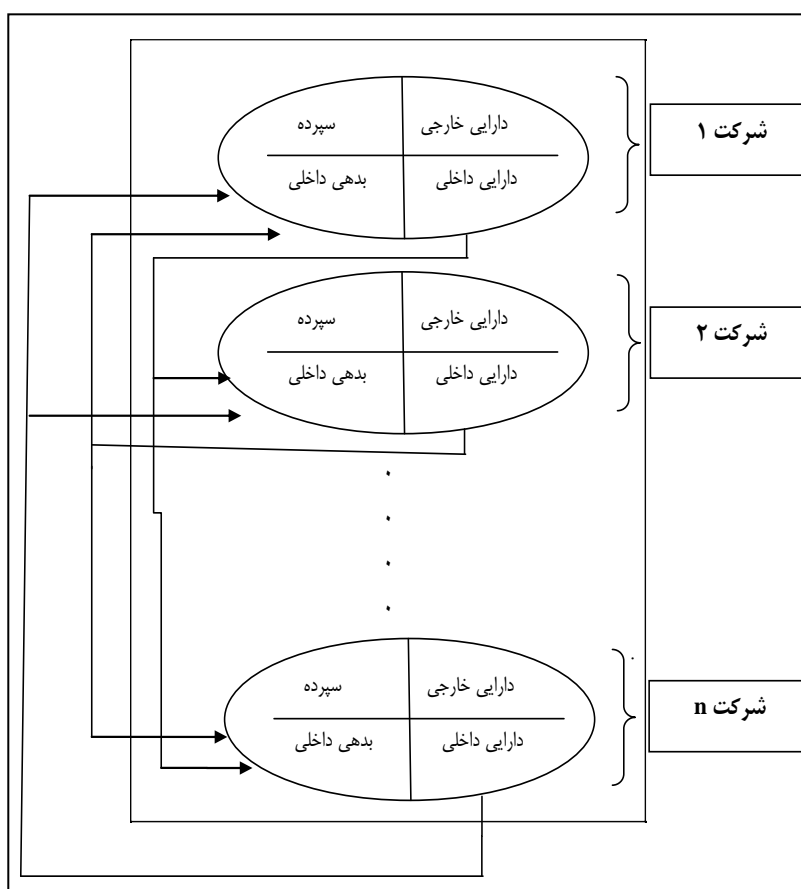 شرکت ۱
دارایی خارجی سپرده
دارایی داخلی بدهی داخلی
شرکت ۲
دارایی خارجی سپرده
دارایی داخلی بدهی داخلی
شرکت n
دارایی خارجی سپرده
دارایی داخلی بدهی داخلی